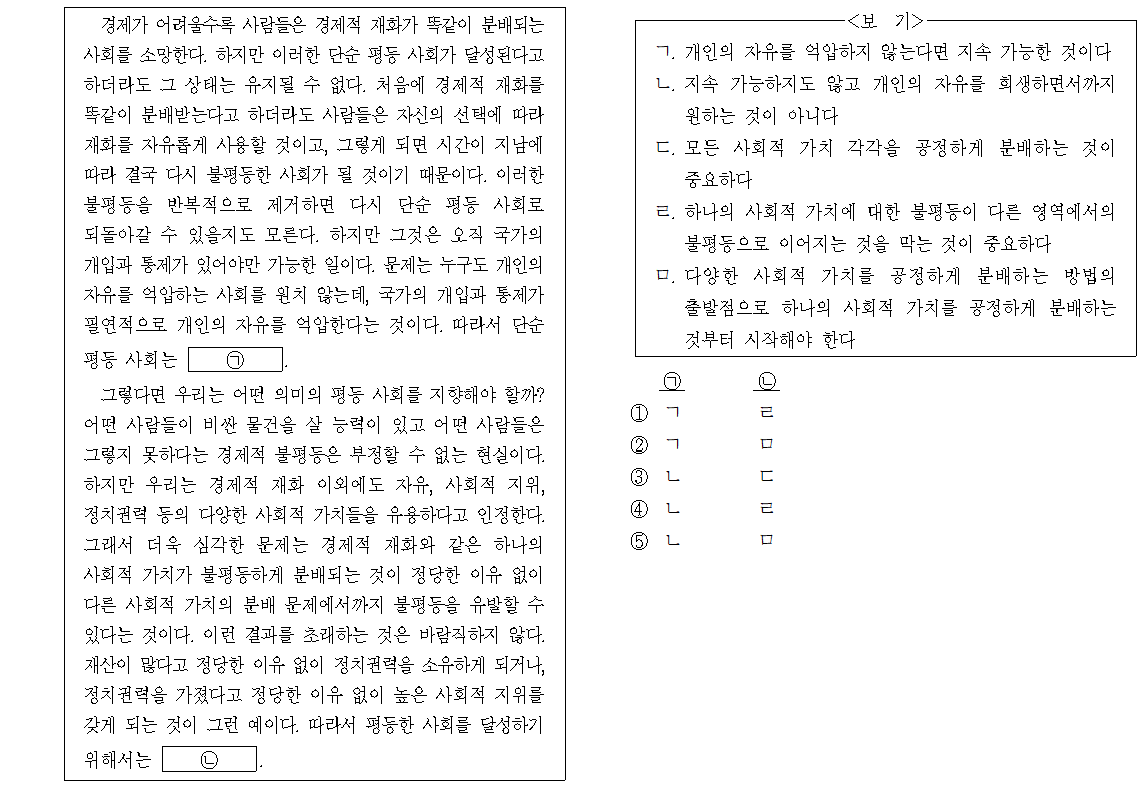 경제가 어려울수록 사람들은 경제적 재화가 똑같이 분배되는
사회를 소망한다. 하지만 이러한 단순 평등 사회가 달성된다고
하더라도 그 상태는 유지될 수 없다. 처음에 경제적 재화를
똑같이 분배받는다고 하더라도 사람들은 자신의 선택에 따라
재화를 자유롭게 사용할 것이고, 그렇게 되면 시간이 지남에
따라 결국 다시 불평등한 사회가 될 것이기 때문이다. 이러한
불평등을 반복적으로 제거하면 다시 단순 평등 사회로
되돌아갈 수 있을지도 모른다. 하지만 그것은 오직 국가의
개입과 통제가 있어야만 가능한 일이다. 문제는 누구도 개인의
자유를 억압하는 사회를 원치 않는데, 국가의 개입과 통제가
필연적으로 개인의 자유를 억압한다는 것이다. 따라서 단순
평등 사회는 ㉠.
그렇다면 우리는 어떤 의미의 평등 사회를 지향해야 할까?
어떤 사람들이 비싼 물건을 살 능력이 있고 어떤 사람들은
그렇지 못하다는 경제적 불평등은 부정할 수 없는 현실이다.
하지만 우리는 경제적 재화 이외에도 자유, 사회적 지위,
정치권력 등의 다양한 사회적 가치들을 유용하다고 인정한다.
그래서 더욱 심각한 문제는 경제적 재화와 같은 하나의
사회적 가치가 불평등하게 분배되는 것이 정당한 이유 없이
다른 사회적 가치의 분배 문제에서까지 불평등을 유발할 수
있다는 것이다. 이런 결과를 초래하는 것은 바람직하지 않다.
재산이 많다고 정당한 이유 없이 정치권력을 소유하게 되거나,
정치권력을 가졌다고 정당한 이유 없이 높은 사회적 지위를
갖게 되는 것이 그런 예이다. 따라서 평등한 사회를 달성하기
위해서는 ㉡.
<보 기>
ㄱ. 개인의 자유를 억압하지 않는다면 지속 가능한 것이다
ㄴ. 지속 가능하지도 않고 개인의 자유를 희생하면서까지
원하는 것이 아니다
ㄷ. 모든 사회적 가치 각각을 공정하게 분배하는 것이
중요하다
ㄹ. 하나의 사회적 가치에 대한 불평등이 다른 영역에서의
불평등으로 이어지는 것을 막는 것이 중요하다
ㅁ. 다양한 사회적 가치를 공정하게 분배하는 방법의
출발점으로 하나의 사회적 가치를 공정하게 분배하는
것부터 시작해야 한다
㉠ ㉡
① ㄱ ㄹ
② ㄱ ㅁ
③ ㄴ ㄷ
④ ㄴ ㄹ
⑤ ㄴ ㅁ